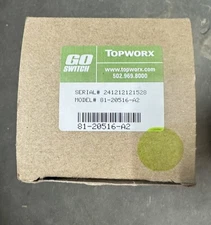 GO TOPWORX
SWITCH
www.topworx.com
502.969.8000
SERIAL# 241212121528
MODEL# 81-20516-A2
81-20516-A2